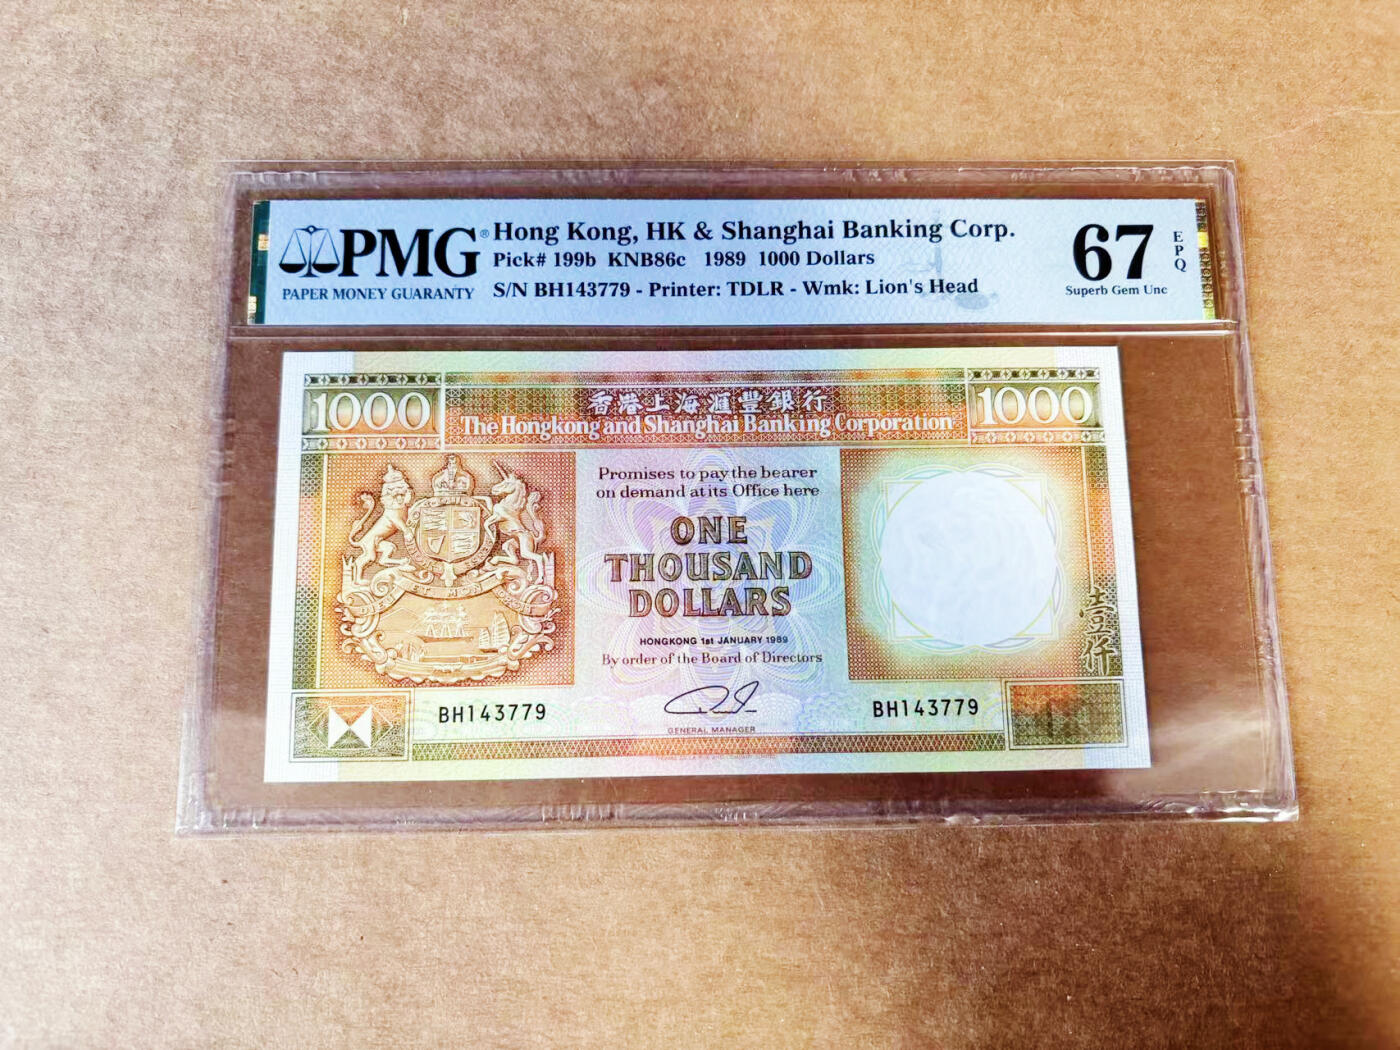 PMG®
PAPER MONEY GUARANTY
Hong Kong, HK & Shanghai Banking Corp.
Pick# 199b KNB86c 1989 1000 Dollars
S/N BH143779 - Printer: TDLR - Wmk: Lion's Head
67
EPQ
Superb Gem Unc
1000
香港上海滙豐銀行
The Hongkong and Shanghai Banking Corporation
1000
Promises to pay the bearer
on demand at its Office here
ONE
THOUSAND
DOLLARS
HONGKONG 1st JANUARY 1989
By order of the Board of Directors
壹仟
BH143779
GENERAL MANAGER
BH143779